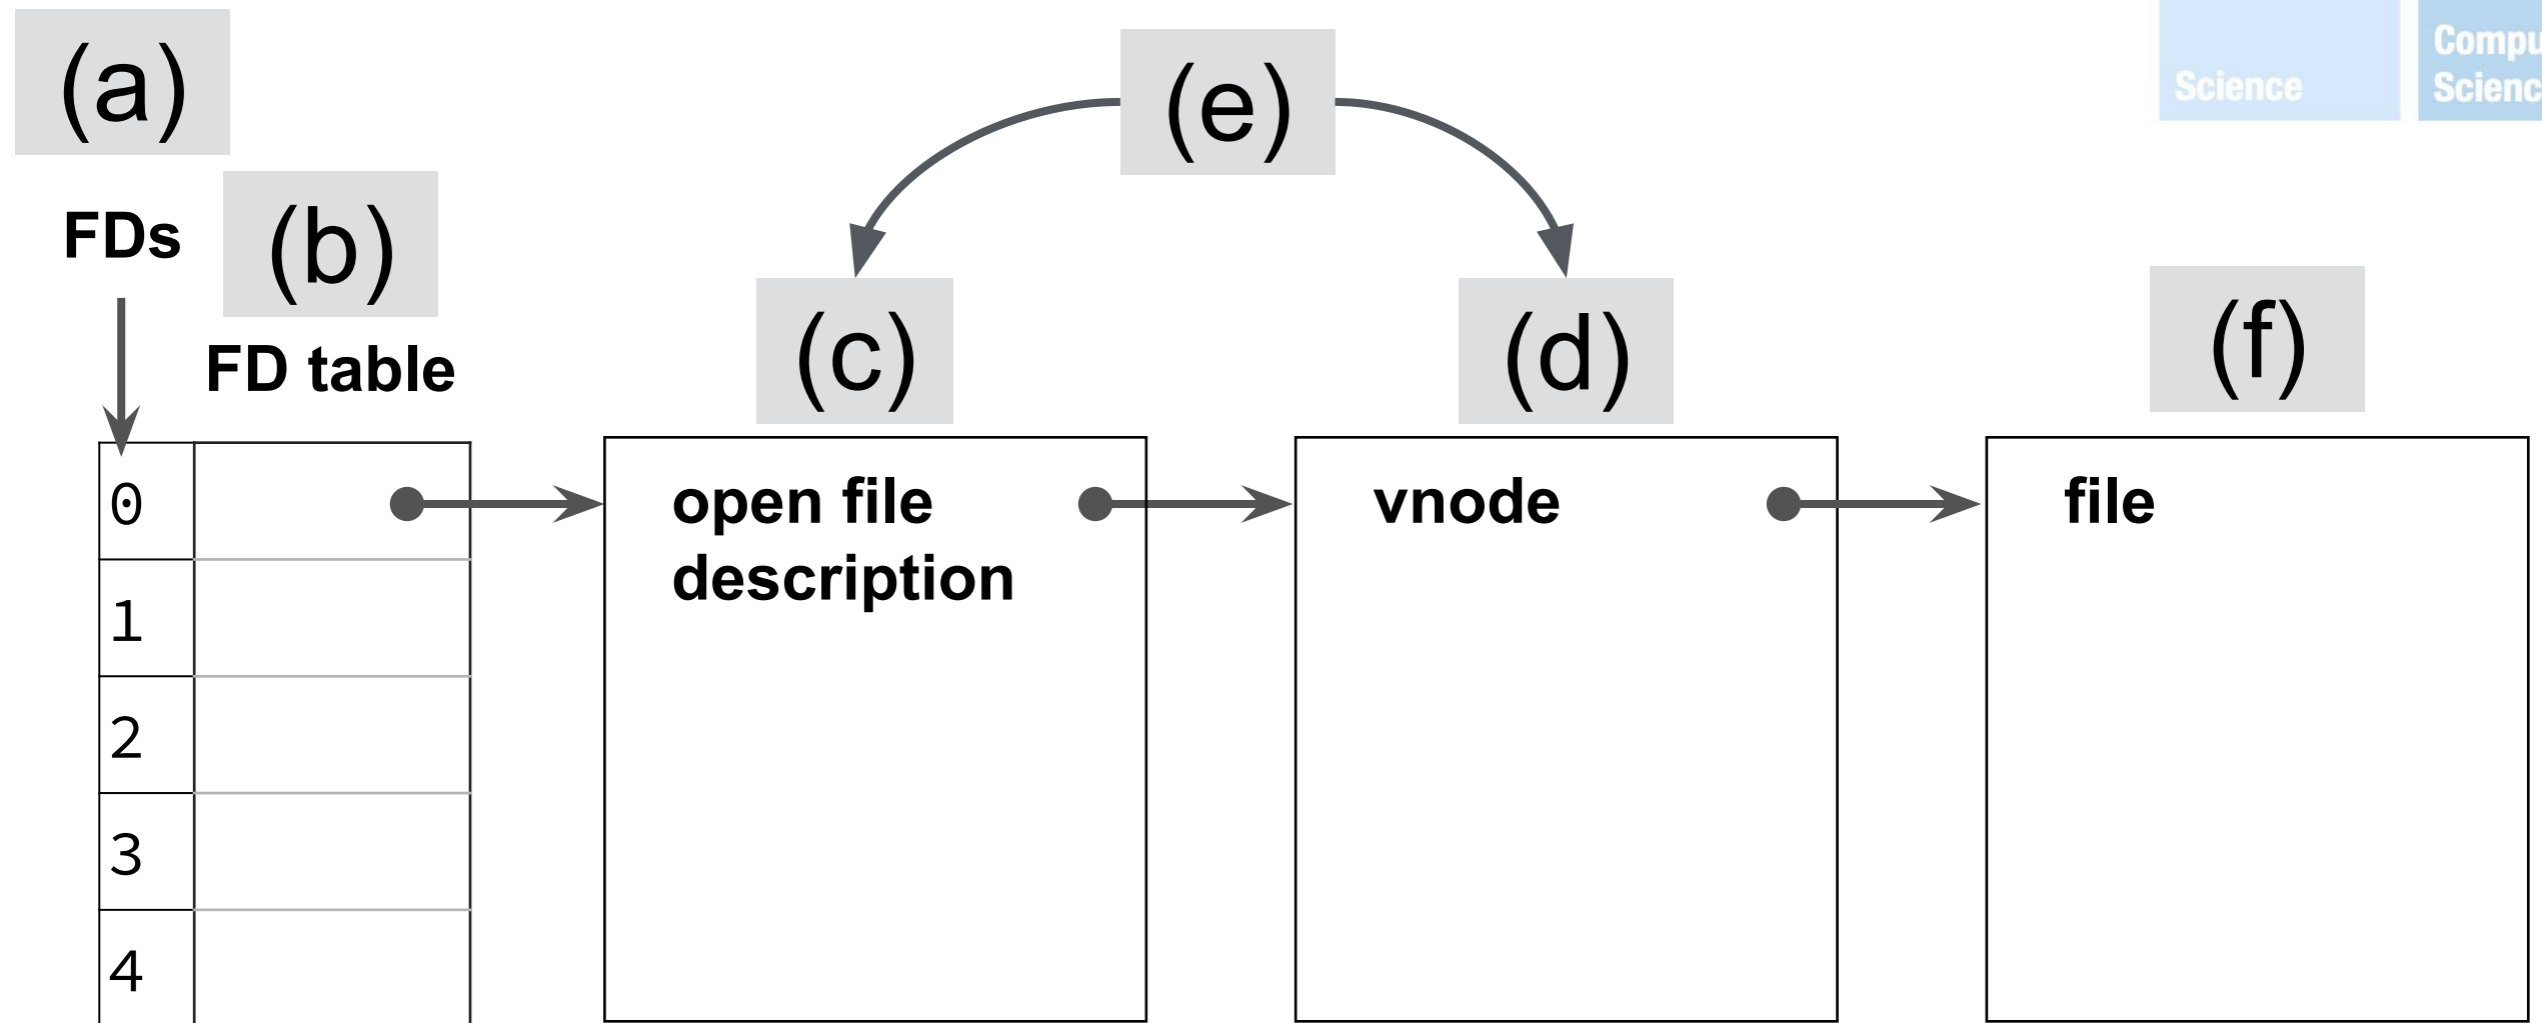 (a)
(e)
Science
Compu
Scienc
FDs
(b)
(c)
(d)
(f)
FD table
0
open file
description
vnode
file
1
2
3
4